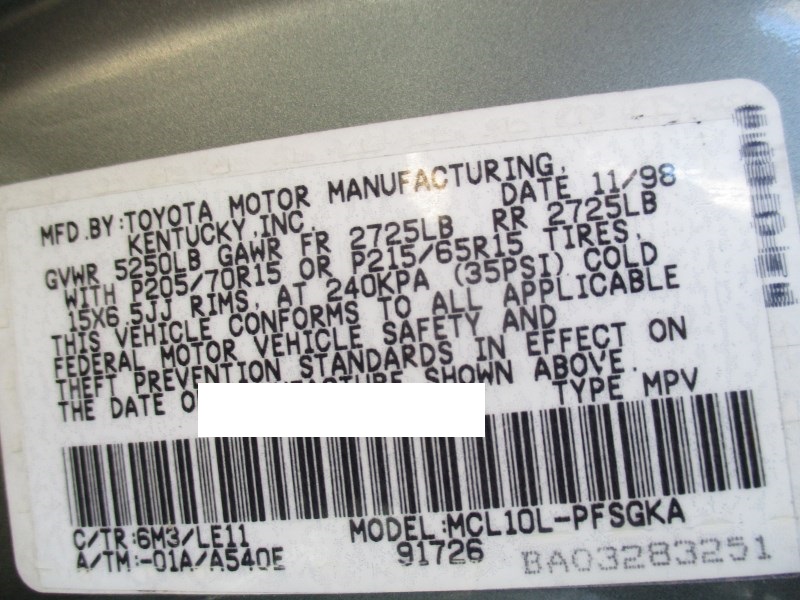 MFD.BY:TOYOTA MOTOR MANUFACTURING,
KENTUCKY,INC. DATE 11/98
GVWR 5250LB GAWR FR 2725LB RR 2725LB
WITH P205/70R15 OR P215/65R15 TIRES,
15X6.5JJ RIMS, AT 240KPA (35PSI) COLD
THIS VEHICLE CONFORMS TO ALL APPLICABLE
FEDERAL MOTOR VEHICLE SAFETY AND
THEFT PREVENTION STANDARDS IN EFFECT ON
THE DATE OF MANUFACTURE SHOWN ABOVE.
TYPE MPV
C/TR:6M3/LE11 MODEL:MCL10L-PFSGKA
A/TM:-01A/A540E 91726 BA03283251